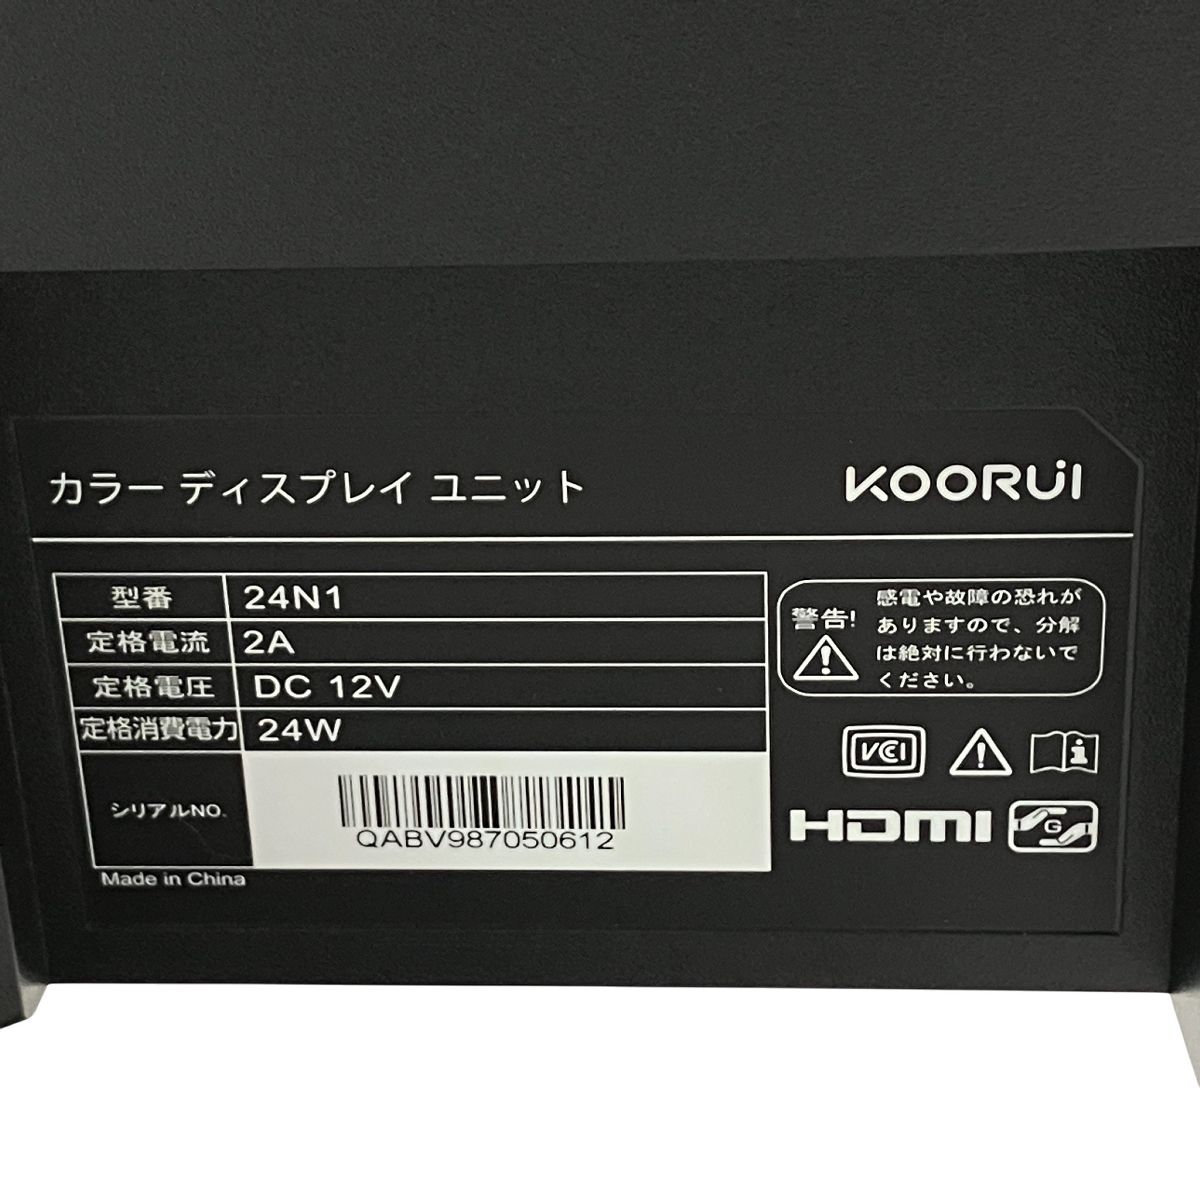 カラー ディスプレイ ユニット
KOORUI
型番 24N1
定格電流 2A
定格電圧 DC 12V
定格消費電力 24W
シリアルNO.
QABV987050612
Made in China
警告!
感電や故障の恐れが
ありますので、分解
は絶対に行わないで
ください。
VCCI
HDMI
G